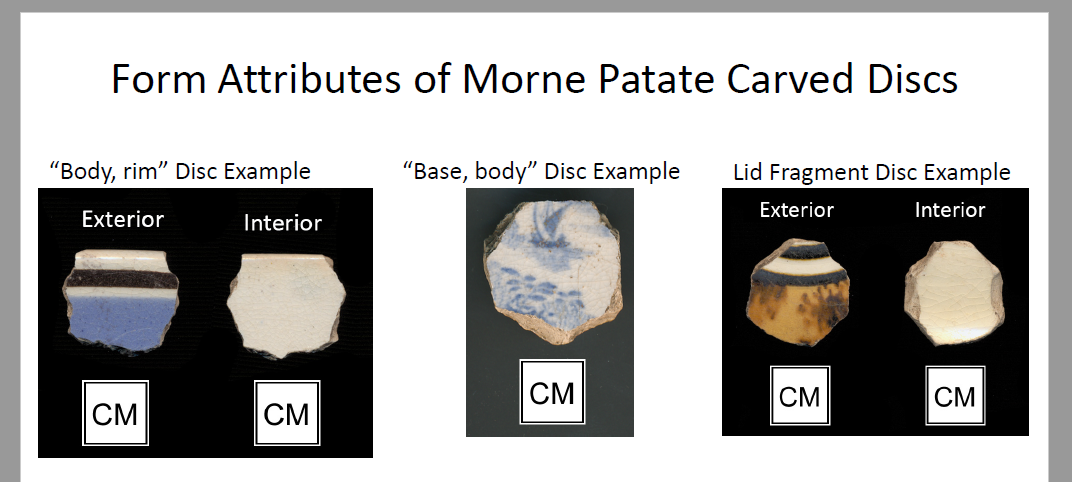 Form Attributes of Morne Patate Carved Discs
“Body, rim” Disc Example
Exterior
Interior
CM
CM
“Base, body” Disc Example
CM
Lid Fragment Disc Example
Exterior
Interior
CM
CM